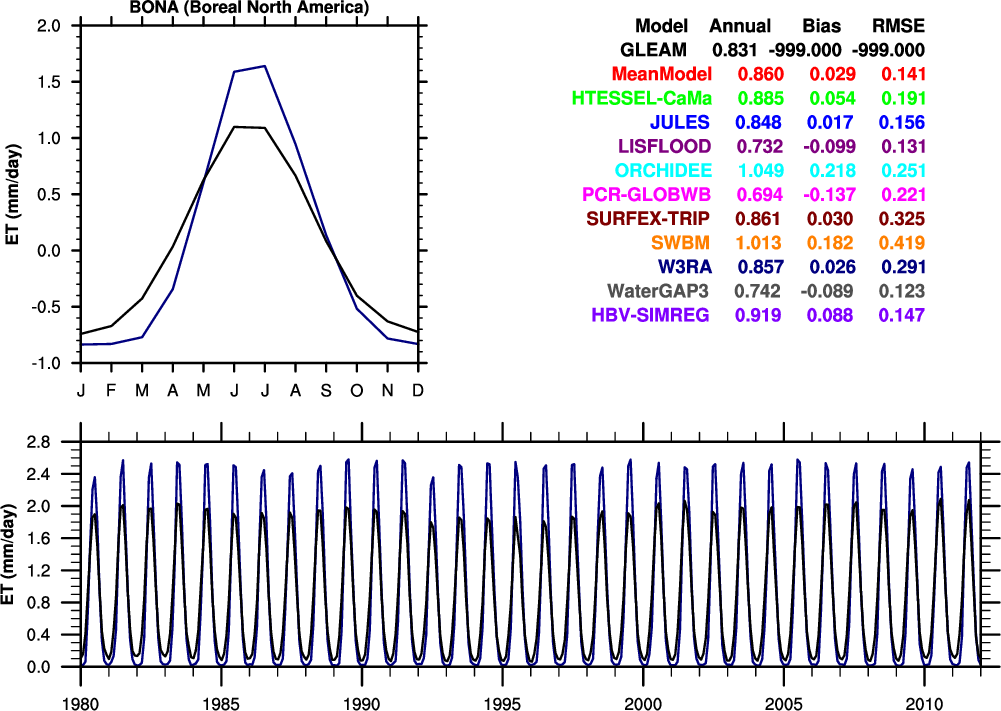 BONA (Boreal North America)
2.0
1.5
1.0
0.5
0.0
-0.5
-1.0
ET (mm/day)
J F M A M J J A S O N D
Model Annual Bias RMSE
GLEAM 0.831 -999.000 -999.000
MeanModel 0.860 0.029 0.141
HTESSEL-CaMa 0.885 0.054 0.191
JULES 0.848 0.017 0.156
LISFLOOD 0.732 -0.099 0.131
ORCHIDEE 1.049 0.218 0.251
PCR-GLOBWB 0.694 -0.137 0.221
SURFEX-TRIP 0.861 0.030 0.325
SWBM 1.013 0.182 0.419
W3RA 0.857 0.026 0.291
WaterGAP3 0.742 -0.089 0.123
HBV-SIMREG 0.919 0.088 0.147
2.8
2.4
2.0
1.6
1.2
0.8
0.4
0.0
ET (mm/day)
1980 1985 1990 1995 2000 2005 2010